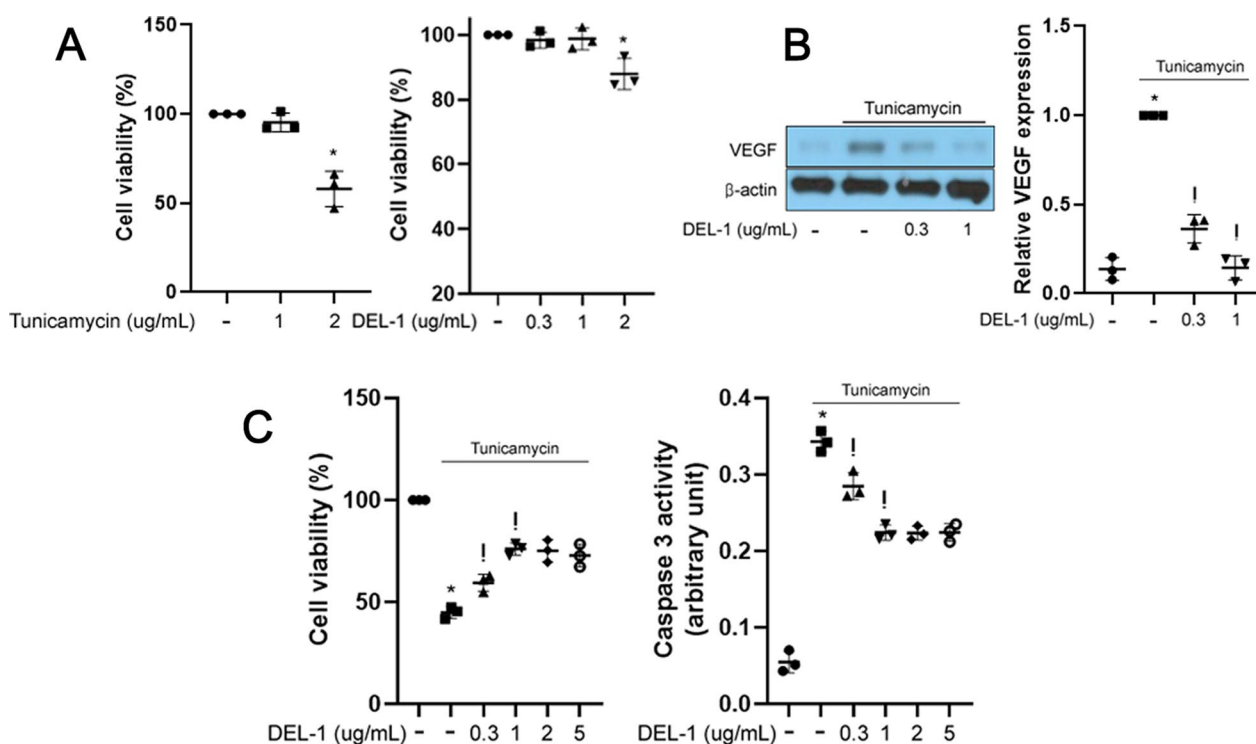 A
Cell viability (%)
150
100
50
0
*
Tunicamycin (ug/mL) - 1 2
Cell viability (%)
100
80
60
40
20
*
DEL-1 (ug/mL) - 0.3 1 2
B
Tunicamycin
VEGF
β-actin
DEL-1 (ug/mL) - - 0.3 1
Relative VEGF expression
1.5
1.0
0.5
0.0
Tunicamycin
*
!
!
DEL-1 (ug/mL) - - 0.3 1
C
Cell viability (%)
150
100
50
0
Tunicamycin
*
!
!
DEL-1 (ug/mL) - - 0.3 1 2 5
Caspase 3 activity
(arbitrary unit)
0.4
0.3
0.2
0.1
0.0
Tunicamycin
*
!
!
DEL-1 (ug/mL) - - 0.3 1 2 5